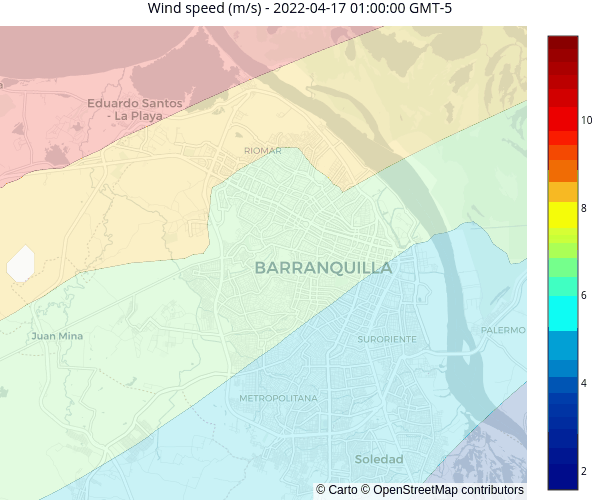 Wind speed (m/s) - 2022-04-17 01:00:00 GMT-5
Eduardo Santos
- La Playa
RIOMAR
10
8
BARRANQUILLA
6
Juan Mina
SURORIENTE
PALERMO
4
METROPOLITANA
Soledad
2
© Carto © OpenStreetMap contributors